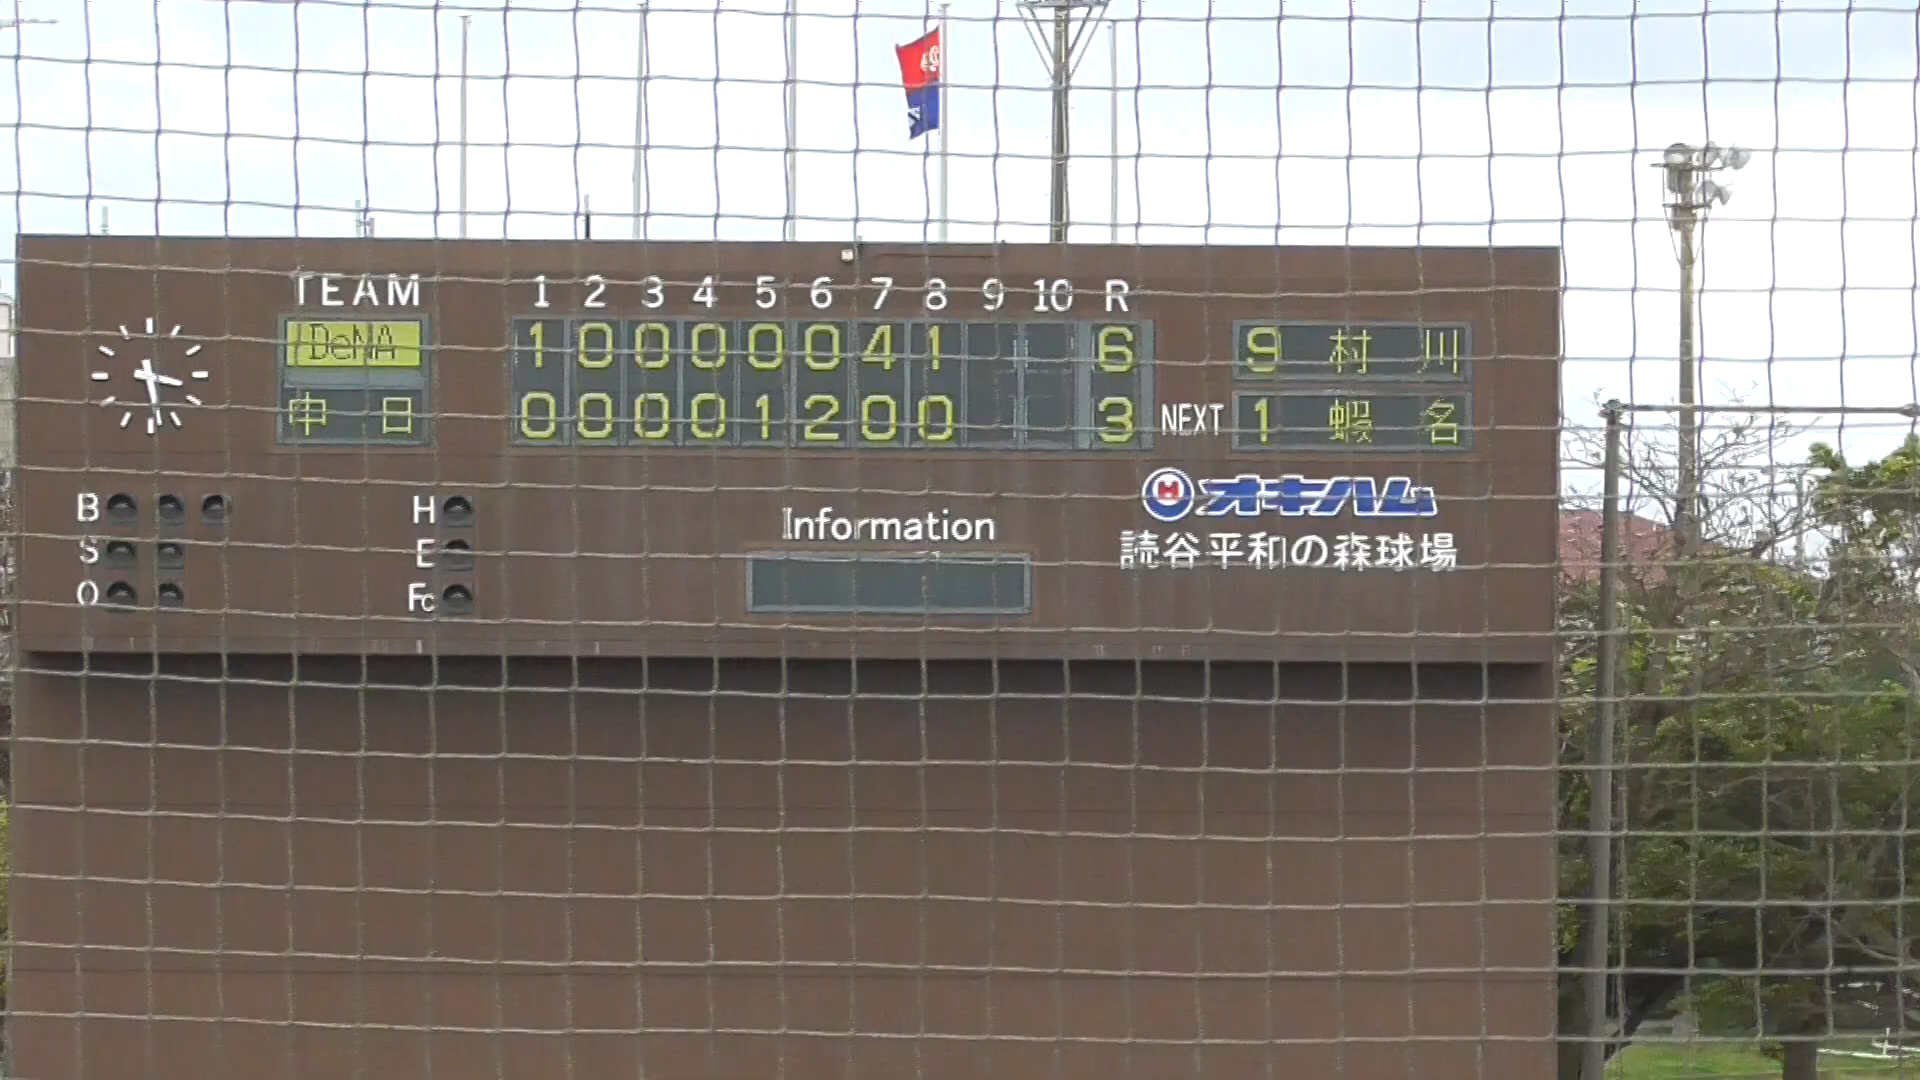 TEAM 1 2 3 4 5 6 7 8 9 10 R
DeNA 1 0 0 0 0 0 4 1 6 9 村川
中日 0 0 0 0 1 2 0 0 3 NEXT 1 蝦名
B H
S E
O Fc
Information
オキハム
読谷平和の森球場